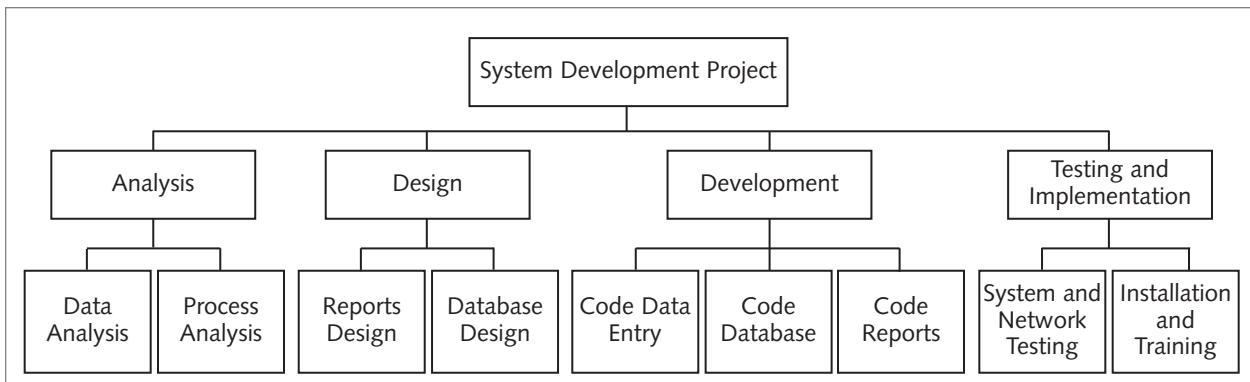 System Development Project
Analysis
Design
Development
Testing and
Implementation
Data
Analysis
Process
Analysis
Reports
Design
Database
Design
Code Data
Entry
Code
Database
Code
Reports
System and
Network
Testing
Installation
and
Training